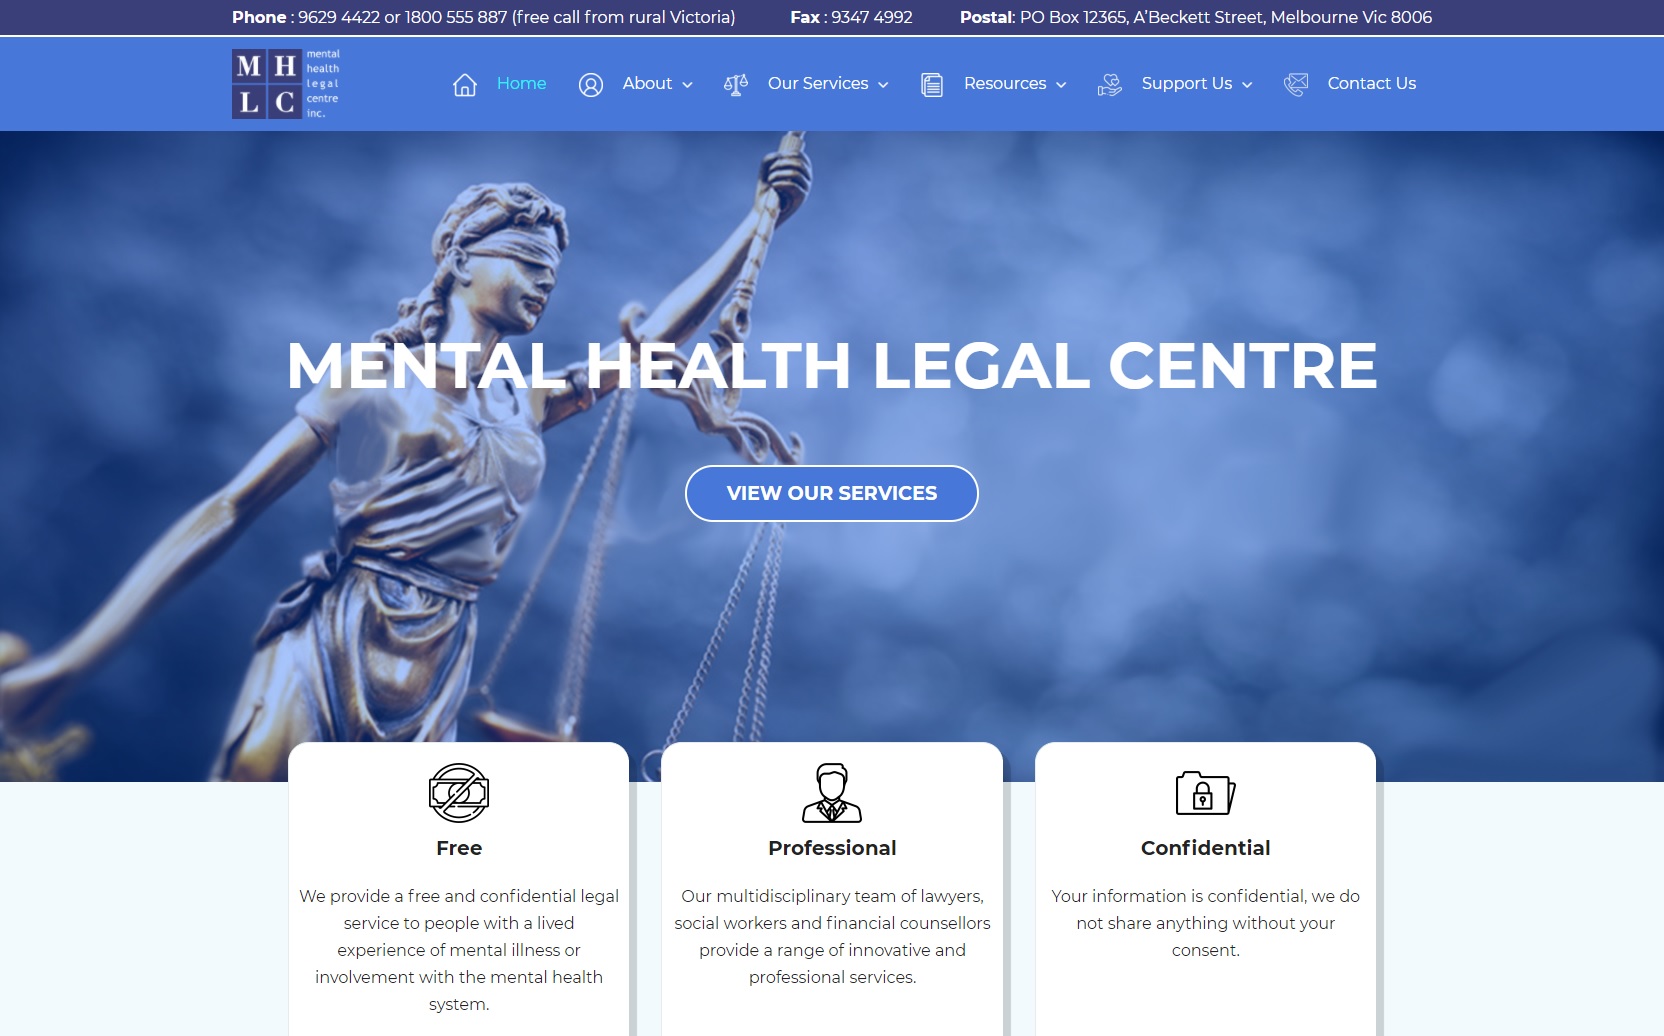 Phone : 9629 4422 or 1800 555 887 (free call from rural Victoria) Fax : 9347 4992 Postal: PO Box 12365, A'Beckett Street, Melbourne Vic 8006
M H
L C
mental
health
legal
centre
inc.
Home About Our Services Resources Support Us Contact Us
MENTAL HEALTH LEGAL CENTRE
VIEW OUR SERVICES
Free
We provide a free and confidential legal
service to people with a lived
experience of mental illness or
involvement with the mental health
system.
Professional
Our multidisciplinary team of lawyers,
social workers and financial counsellors
provide a range of innovative and
professional services.
Confidential
Your information is confidential, we do
not share anything without your
consent.